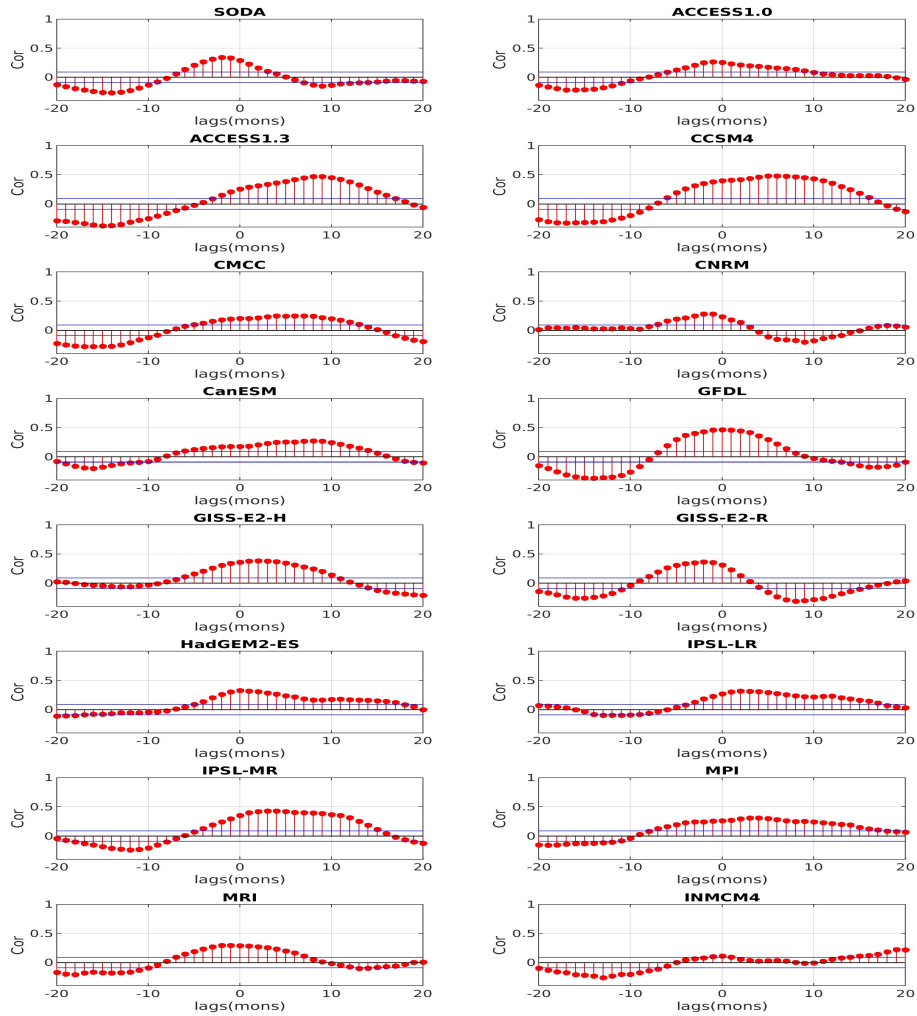 SODA
1
0.5
0
Cor
-20 -10 0 10 20
lags(mons)
ACCESS1.0
1
0.5
0
Cor
-20 -10 0 10 20
lags(mons)
ACCESS1.3
1
0.5
0
Cor
-20 -10 0 10 20
lags(mons)
CCSM4
1
0.5
0
Cor
-20 -10 0 10 20
lags(mons)
CMCC
1
0.5
0
Cor
-20 -10 0 10 20
lags(mons)
CNRM
1
0.5
0
Cor
-20 -10 0 10 20
lags(mons)
CanESM
1
0.5
0
Cor
-20 -10 0 10 20
lags(mons)
GFDL
1
0.5
0
Cor
-20 -10 0 10 20
lags(mons)
GISS-E2-H
1
0.5
0
Cor
-20 -10 0 10 20
lags(mons)
GISS-E2-R
1
0.5
0
Cor
-20 -10 0 10 20
lags(mons)
HadGEM2-ES
1
0.5
0
Cor
-20 -10 0 10 20
lags(mons)
IPSL-LR
1
0.5
0
Cor
-20 -10 0 10 20
lags(mons)
IPSL-MR
1
0.5
0
Cor
-20 -10 0 10 20
lags(mons)
MPI
1
0.5
0
Cor
-20 -10 0 10 20
lags(mons)
MRI
1
0.5
0
Cor
-20 -10 0 10 20
lags(mons)
INMCM4
1
0.5
0
Cor
-20 -10 0 10 20
lags(mons)